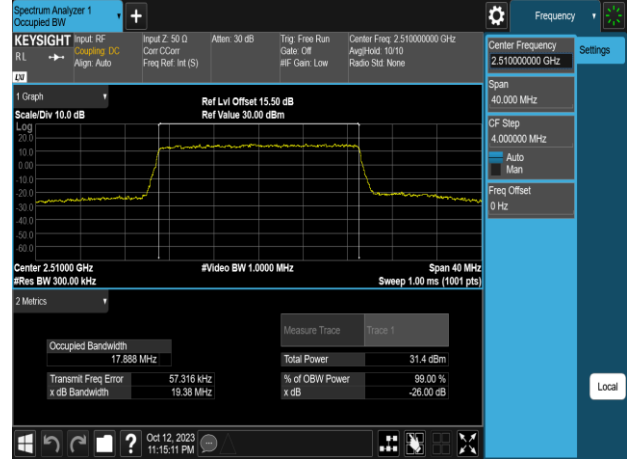 Spectrum Analyzer 1
Occupied BW
Frequency
KEYSIGHT
RL
Input: RF
Coupling: DC
Align: Auto
Input Z: 50 Ω
Corr CCorr
Freq Ref: Int (S)
Atten: 30 dB
Trig: Free Run
Gate: Off
#IF Gain: Low
Center Freq: 2.510000000 GHz
Avg|Hold: 10/10
Radio Std: None
LW
Center Frequency
2.510000000 GHz
Settings
Span
40.000 MHz
CF Step
4.000000 MHz
Auto
Man
Freq Offset
0 Hz
1 Graph
Scale/Div 10.0 dB
Ref Lvl Offset 15.50 dB
Ref Value 30.00 dBm
Log
20.0
10.0
0.00
-10.0
-20.0
-30.0
-40.0
-50.0
-60.0
Center 2.51000 GHz
#Video BW 1.0000 MHz
Span 40 MHz
#Res BW 300.00 kHz
Sweep 1.00 ms (1001 pts)
2 Metrics
Measure Trace
Trace 1
Occupied Bandwidth
17.888 MHz
Total Power
31.4 dBm
Transmit Freq Error
57.316 kHz
% of OBW Power
99.00 %
x dB Bandwidth
19.38 MHz
x dB
-26.00 dB
Local
?
Oct 12, 2023
11:15:11 PM